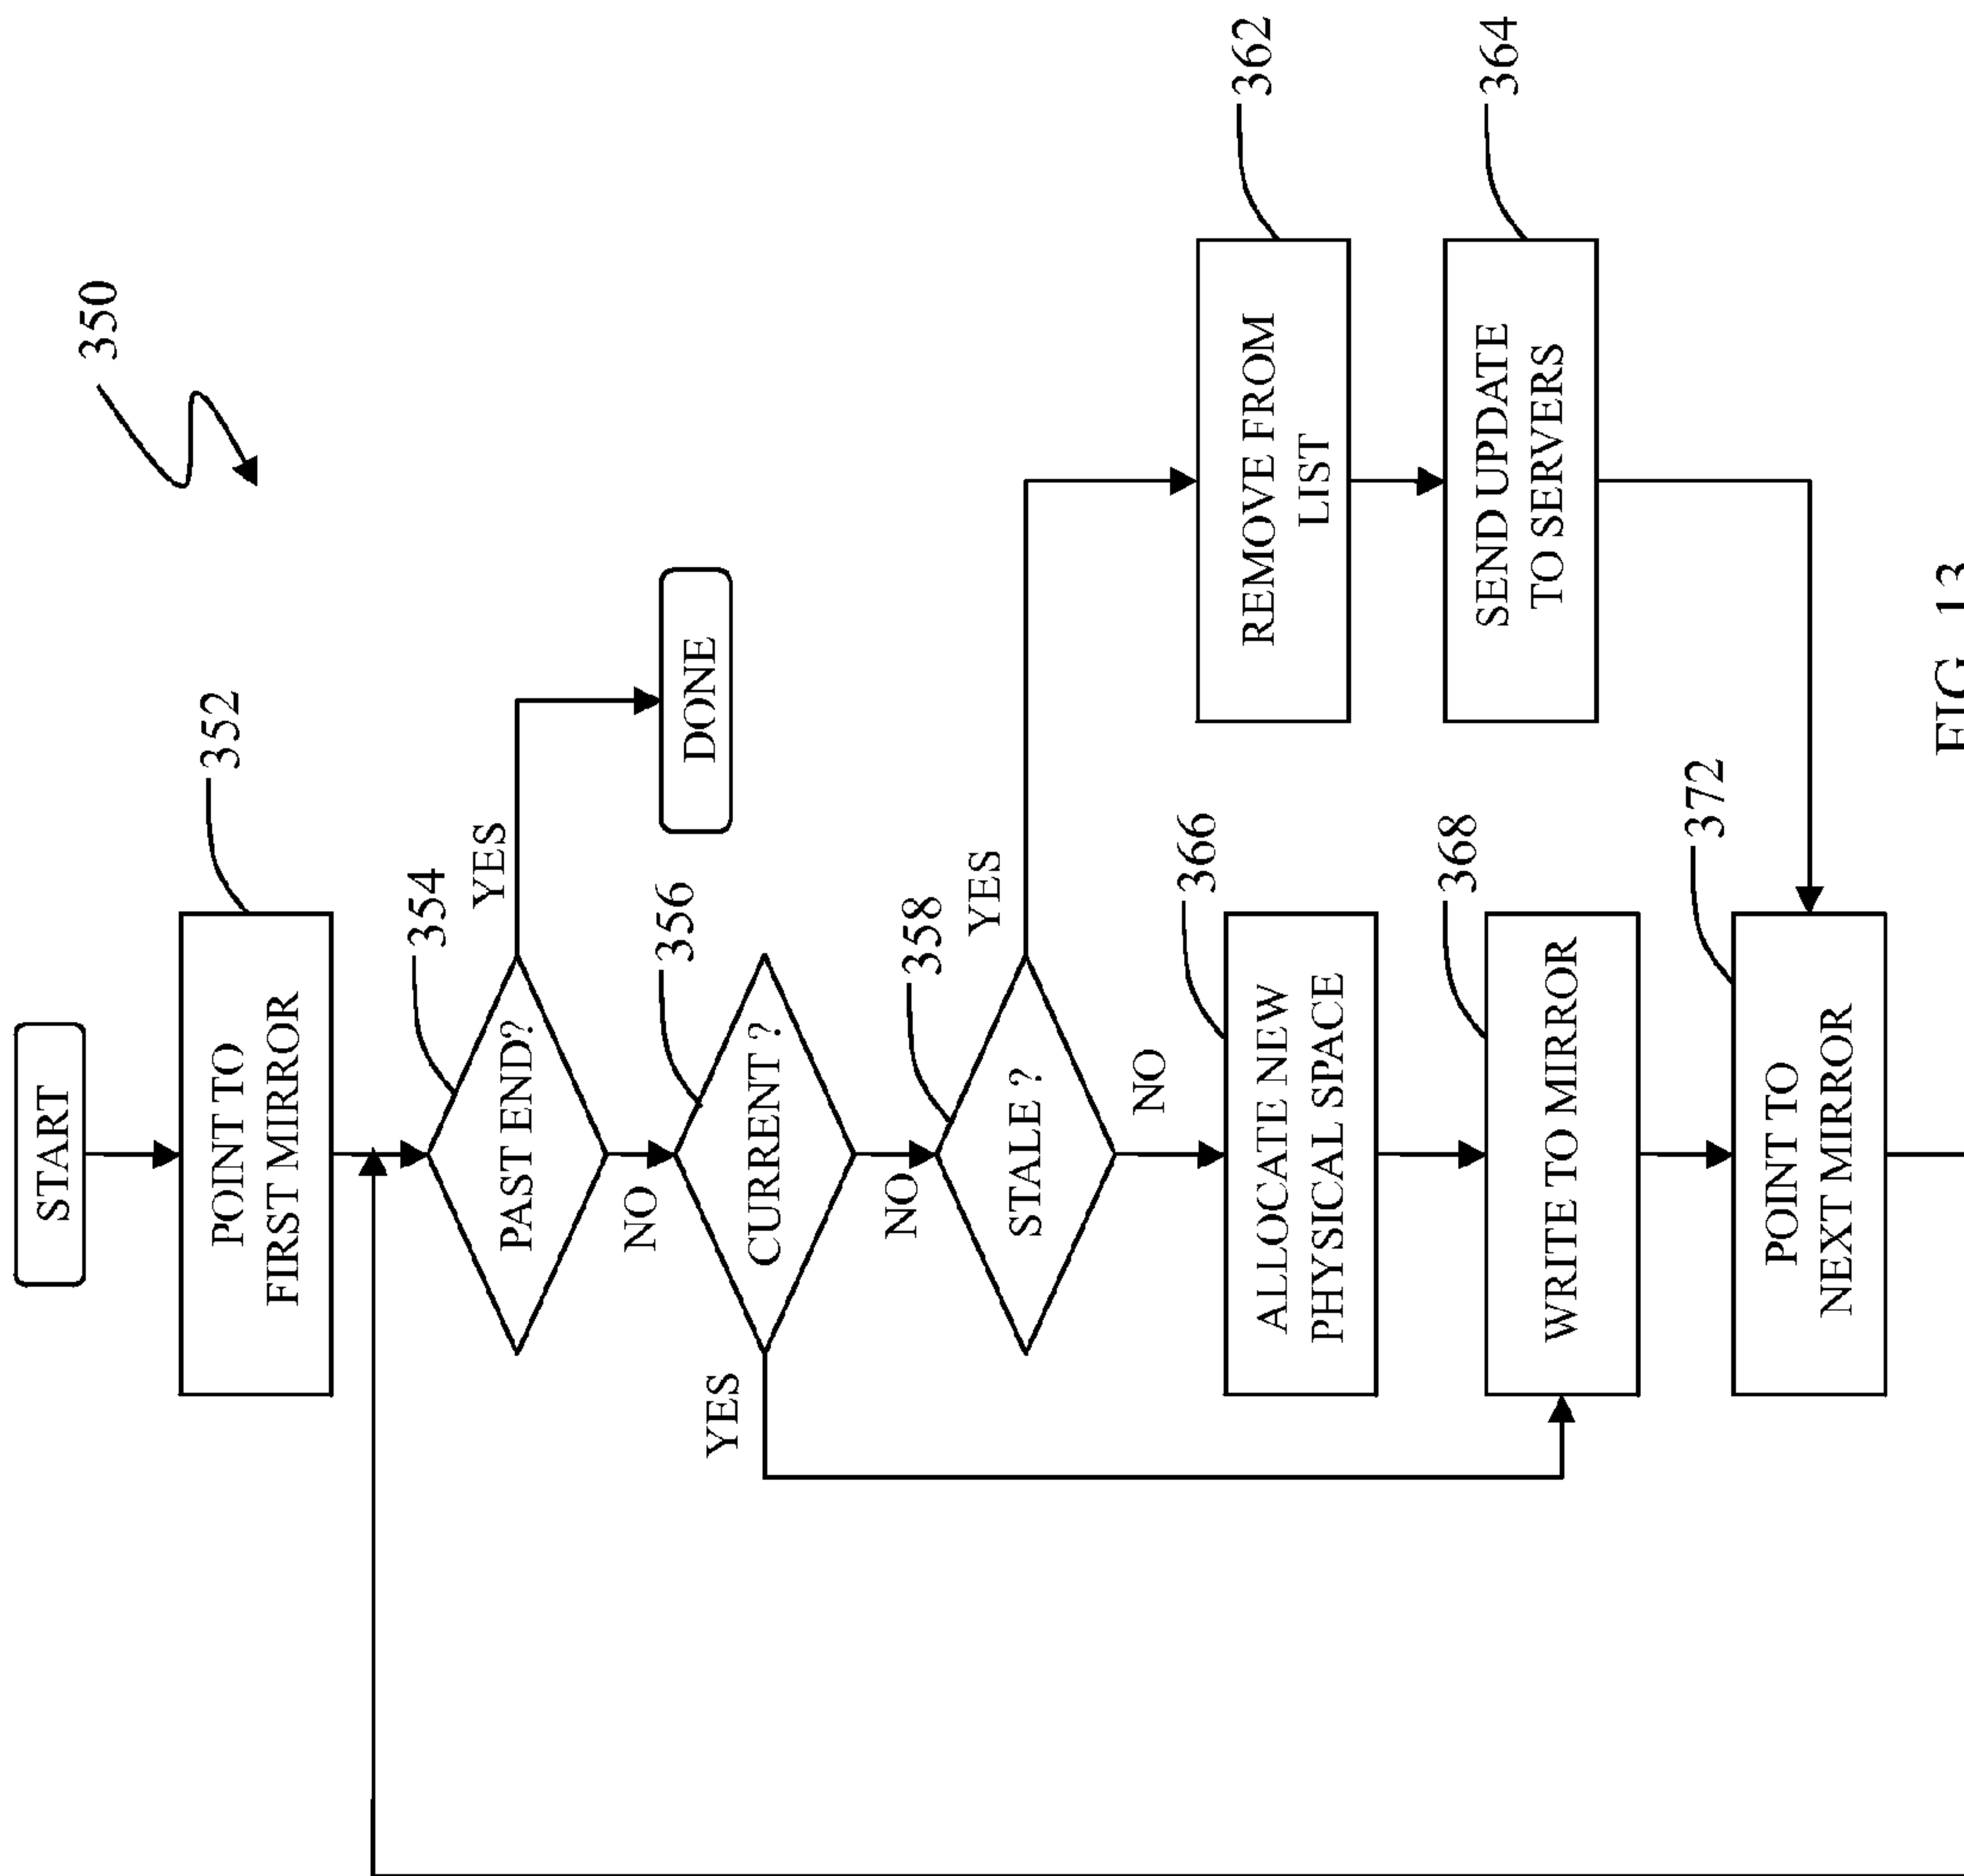 350
START
POINT TO
FIRST MIRROR
352
PAST END?
354
YES
DONE
NO
CURRENT ?
356
YES
NO
STALE ?
358
YES
NO
REMOVE FROM
LIST
362
SEND UPDATE
TO SERVERS
364
ALLOCATE NEW
PHYSICAL SPACE
366
WRITE TO MIRROR
368
POINT TO
NEXT MIRROR
372
FIG. 13